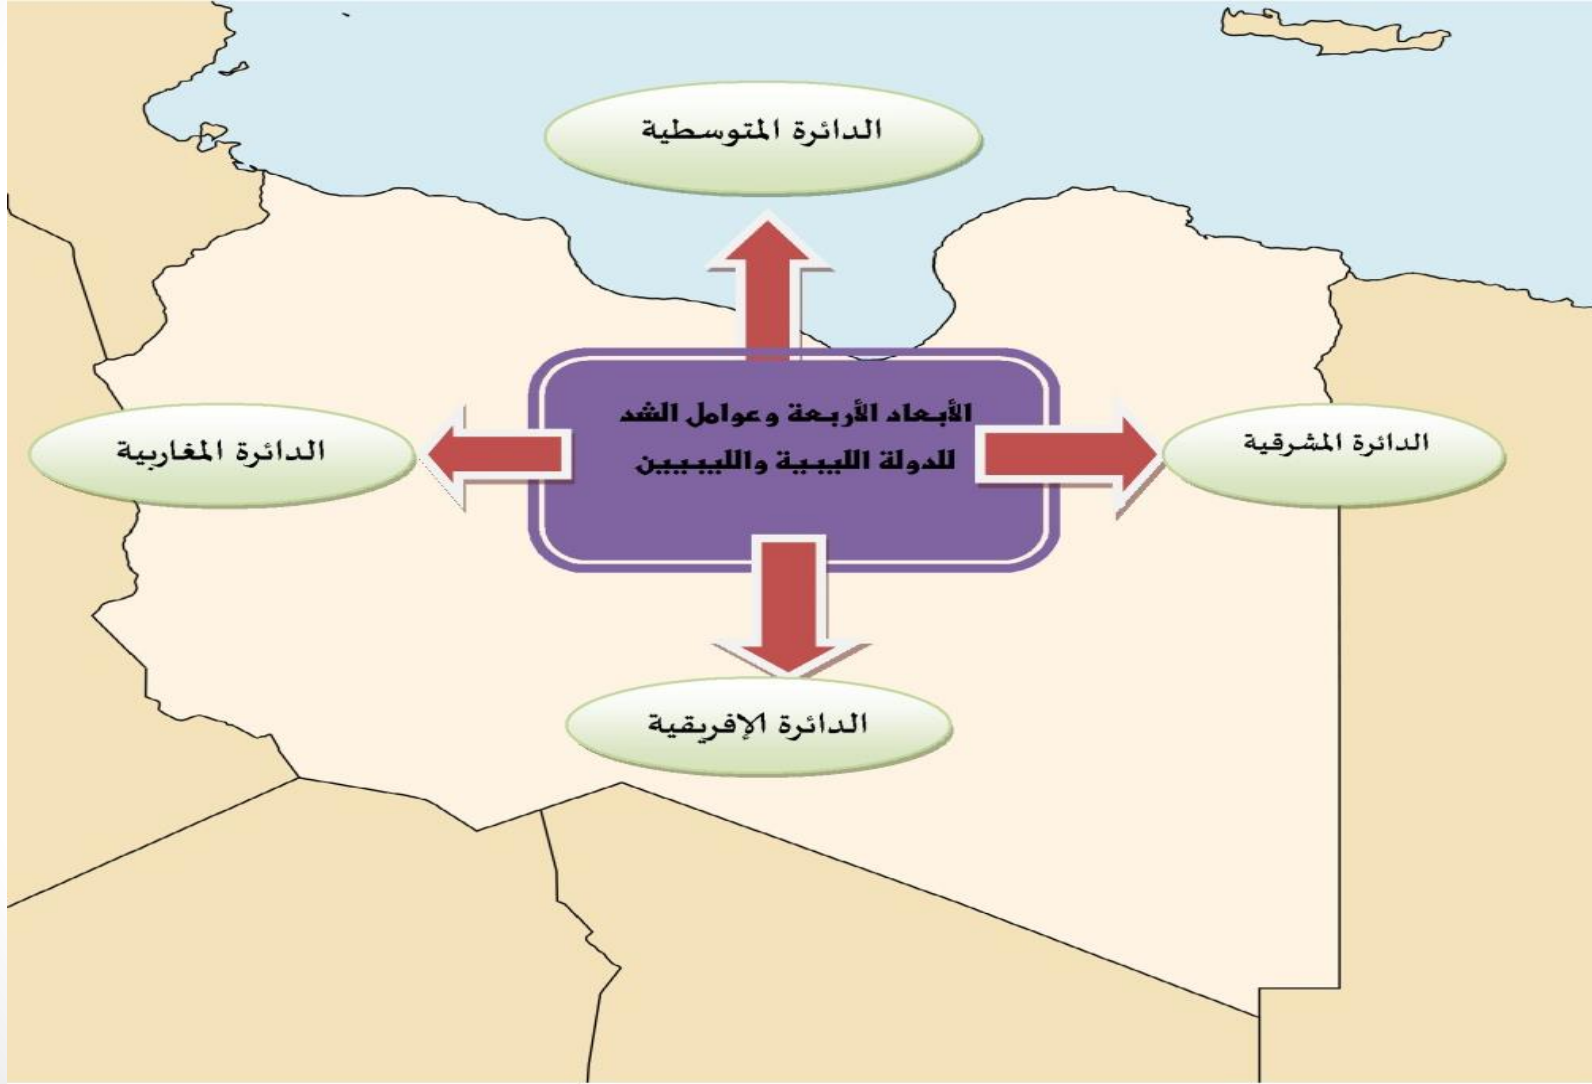 الدائرة المتوسطية
الأبعاد الأربعة وعوامل الشد
للدولة الليبية والليبيين
الدائرة المشرقية
الدائرة المغاربية
الدائرة الإفريقية